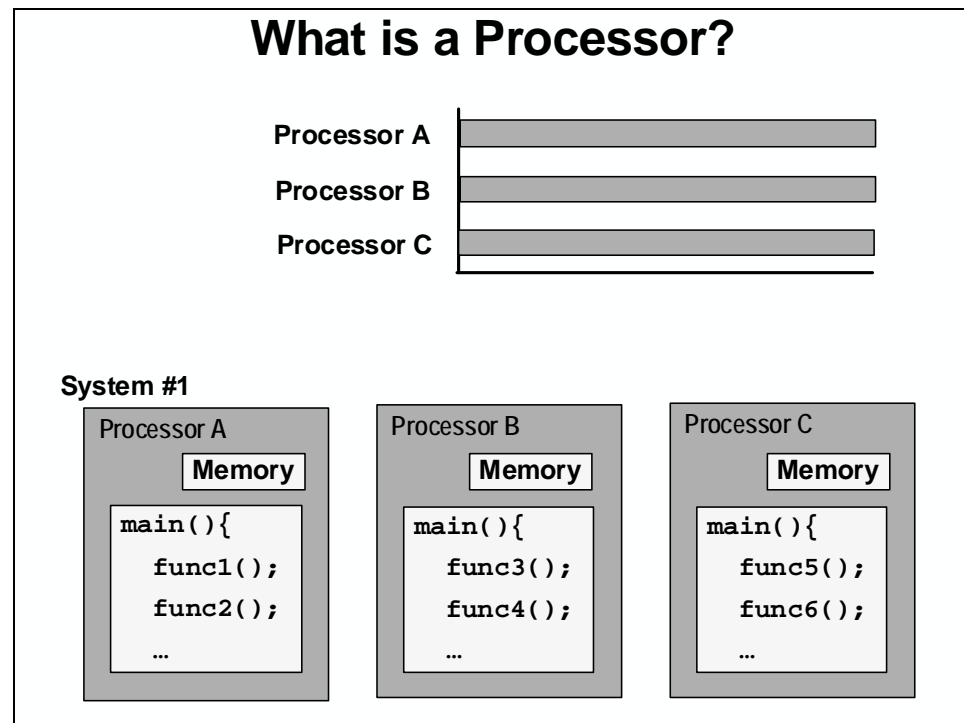 What is a Processor?
Processor A
Processor B
Processor C
System #1
Processor A
Memory
main(){
func1();
func2();
…
Processor B
Memory
main(){
func3();
func4();
…
Processor C
Memory
main(){
func5();
func6();
…